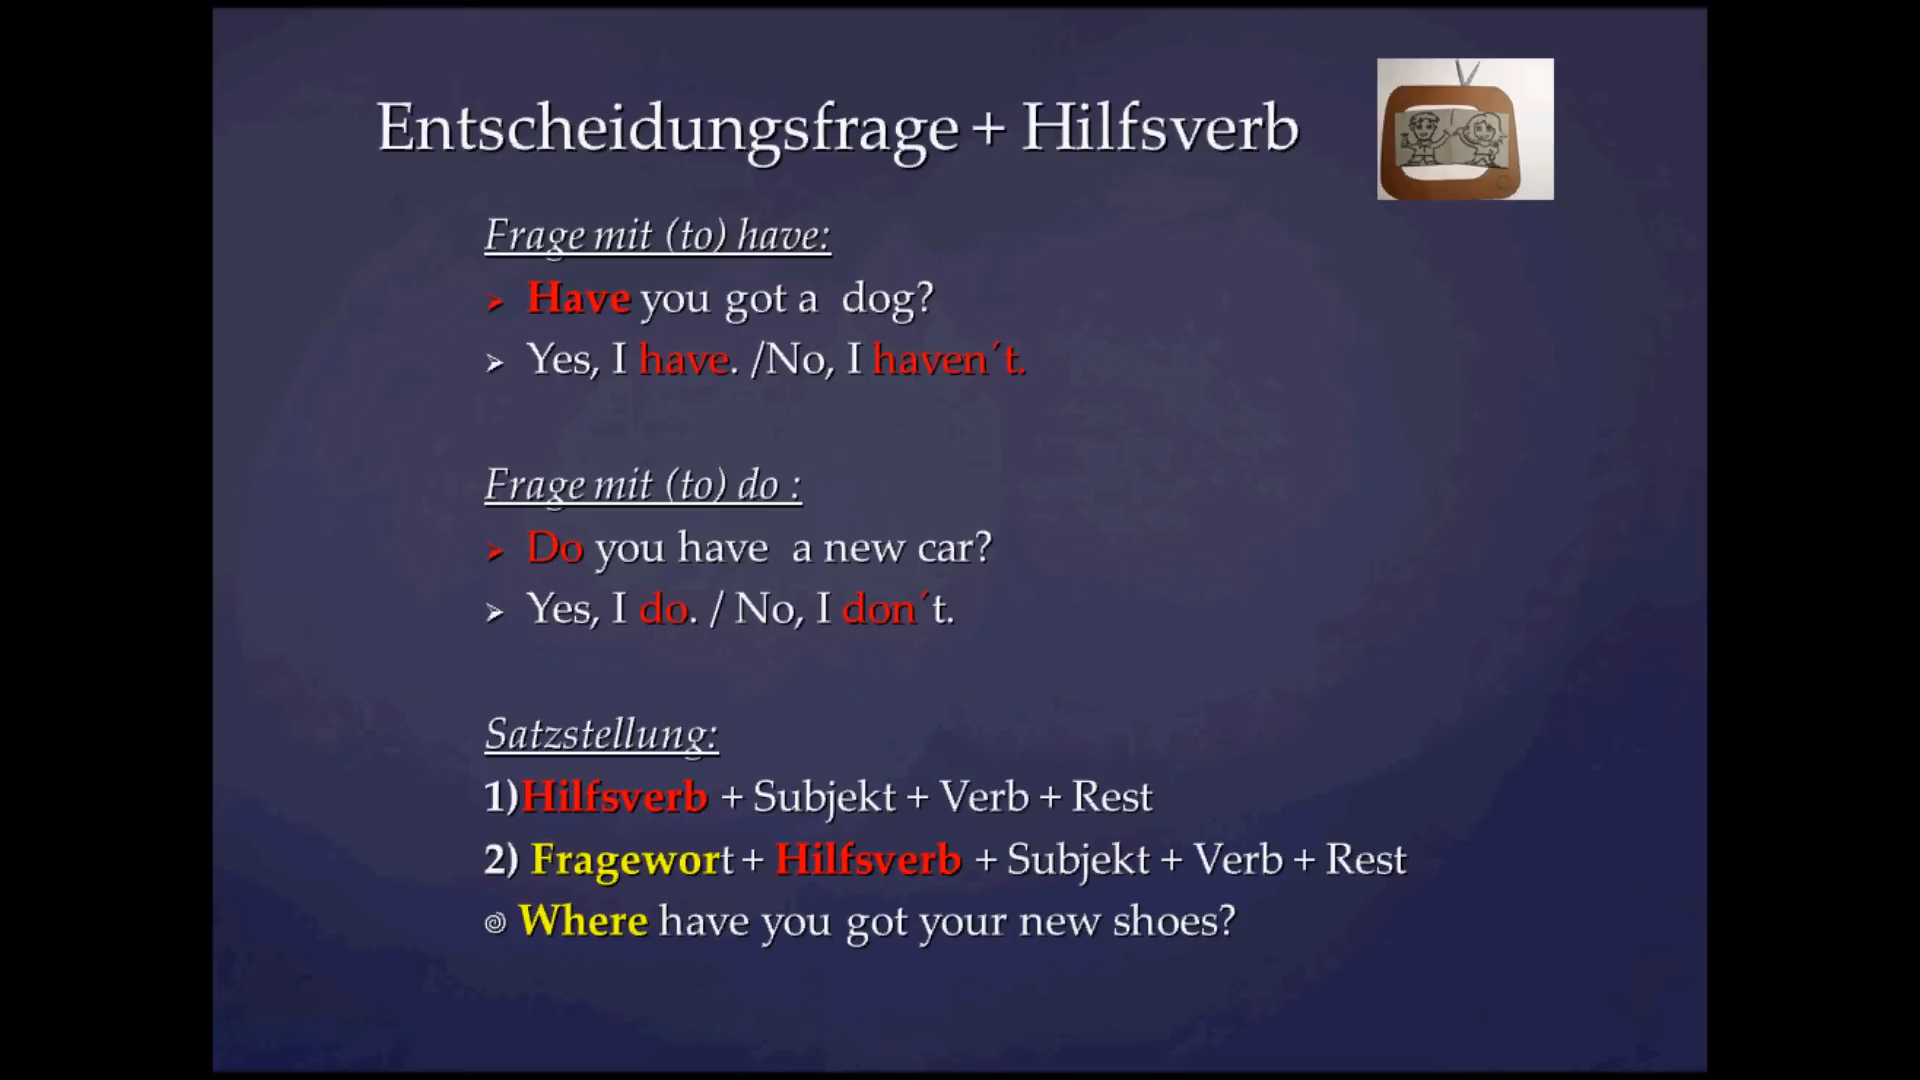 Entscheidungsfrage + Hilfsverb
Frage mit (to) have:
Have you got a dog?
Yes, I have. /No, I haven´t.
Frage mit (to) do :
Do you have a new car?
Yes, I do. / No, I don´t.
Satzstellung:
1)Hilfsverb + Subjekt + Verb + Rest
2) Fragewort + Hilfsverb + Subjekt + Verb + Rest
Where have you got your new shoes?